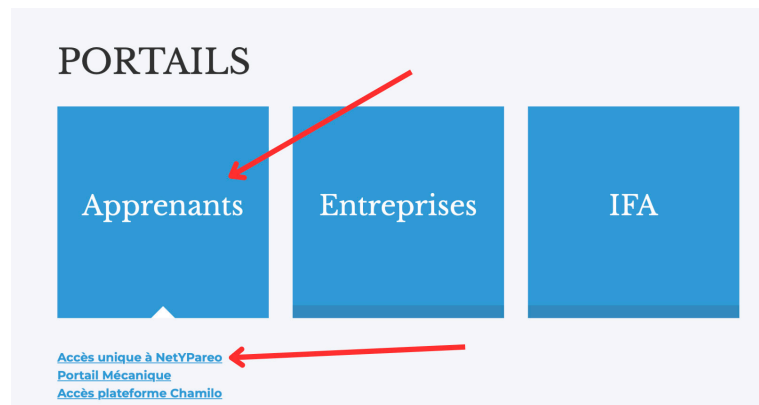 PORTAILS
Apprenants
Entreprises
IFA
Accès unique à NetYPareo
Portail Mécanique
Accès plateforme Chamilo